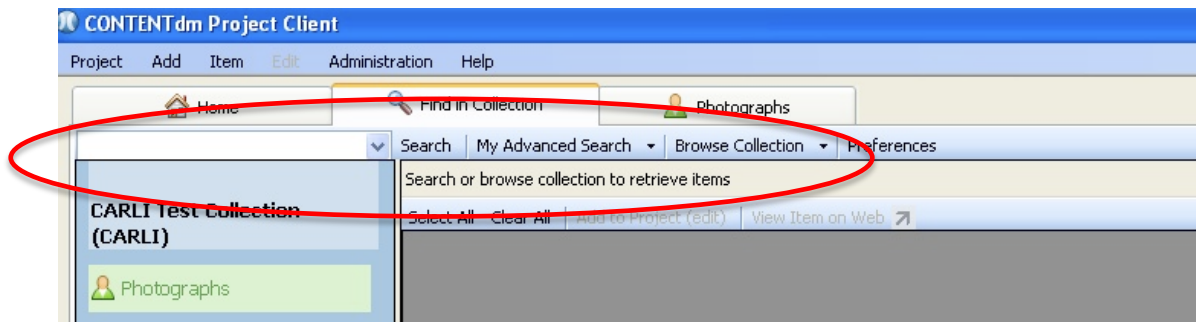 CONTENTdm Project Client
Project Add Item Edit Administration Help
Home Find in Collection Photographs
Search My Advanced Search Browse Collection Preferences
Search or browse collection to retrieve items
CARLI Test Collection
(CARLI)
Select All Clear All Add to Project (edit) View Item on Web
Photographs